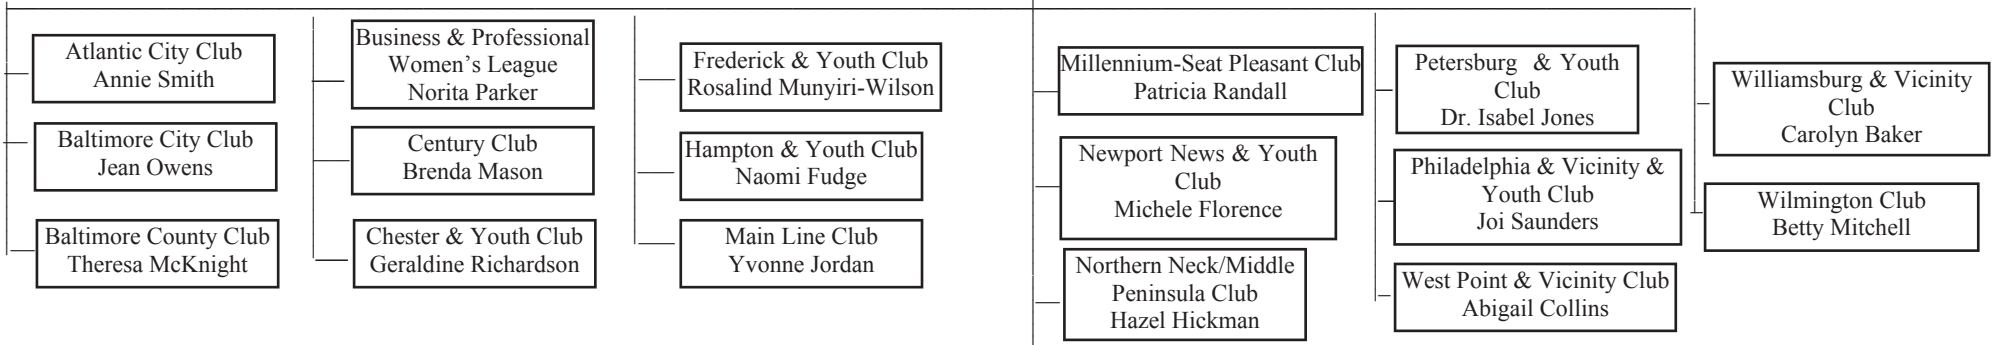 Atlantic City Club
Annie Smith
Baltimore City Club
Jean Owens
Baltimore County Club
Theresa McKnight
Business & Professional
Women’s League
Norita Parker
Century Club
Brenda Mason
Chester & Youth Club
Geraldine Richardson
Frederick & Youth Club
Rosalind Munyiri-Wilson
Hampton & Youth Club
Naomi Fudge
Main Line Club
Yvonne Jordan
Millennium-Seat Pleasant Club
Patricia Randall
Newport News & Youth
Club
Michele Florence
Northern Neck/Middle
Peninsula Club
Hazel Hickman
Petersburg & Youth
Club
Dr. Isabel Jones
Philadelphia & Vicinity &
Youth Club
Joi Saunders
West Point & Vicinity Club
Abigail Collins
Williamsburg & Vicinity
Club
Carolyn Baker
Wilmington Club
Betty Mitchell